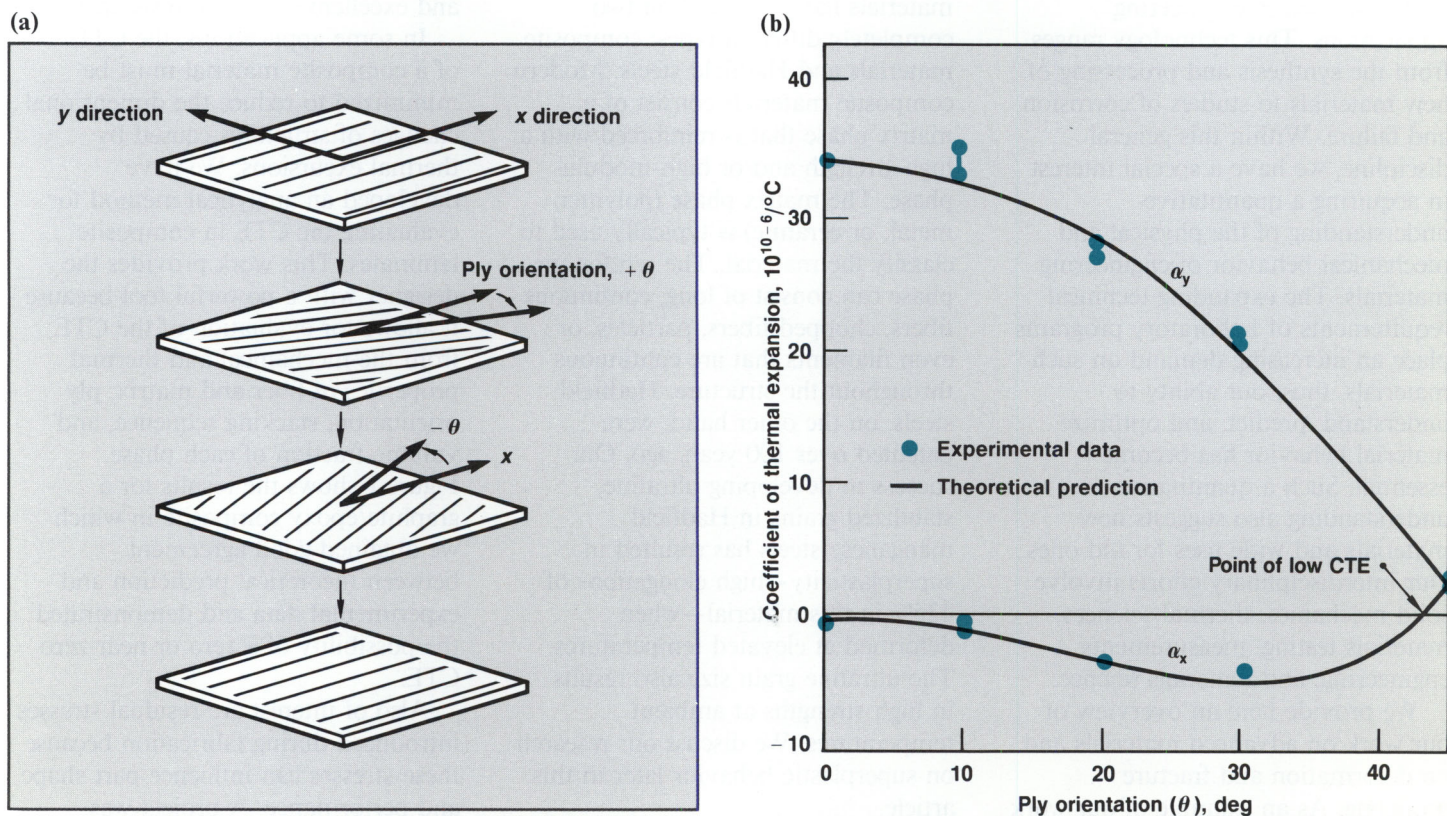 (a)
y direction
x direction
Ply orientation, + θ
− θ
x
(b)
Coefficient of thermal expansion, 10⁻⁶/°C
40
30
20
10
0
−10
αy
Experimental data
Theoretical prediction
Point of low CTE
αx
0
10
20
30
40
Ply orientation (θ), deg